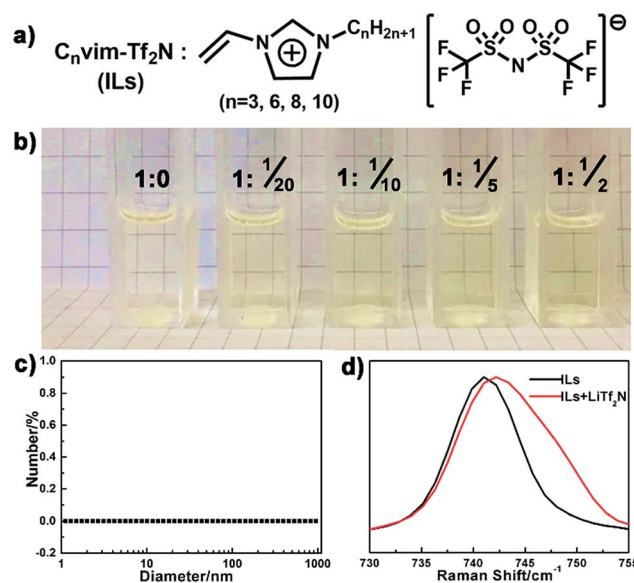 a)
CₙVim-Tf₂N :
(ILs)
N
⊕
N
CₙH₂ₙ₊₁
(n=3, 6, 8, 10)
O O O O
F S S F
F N F
F F
⊖
b)
1:0
1: 1/20
1: 1/10
1: 1/5
1: 1/2
c)
Number/%
1.0
0.8
0.6
0.4
0.2
0.0
-0.2
1 10 100 1000
Diameter/nm
d)
ILs
ILs+LiTf₂N
730 735 740 745 750 755
Raman Shift/cm⁻¹